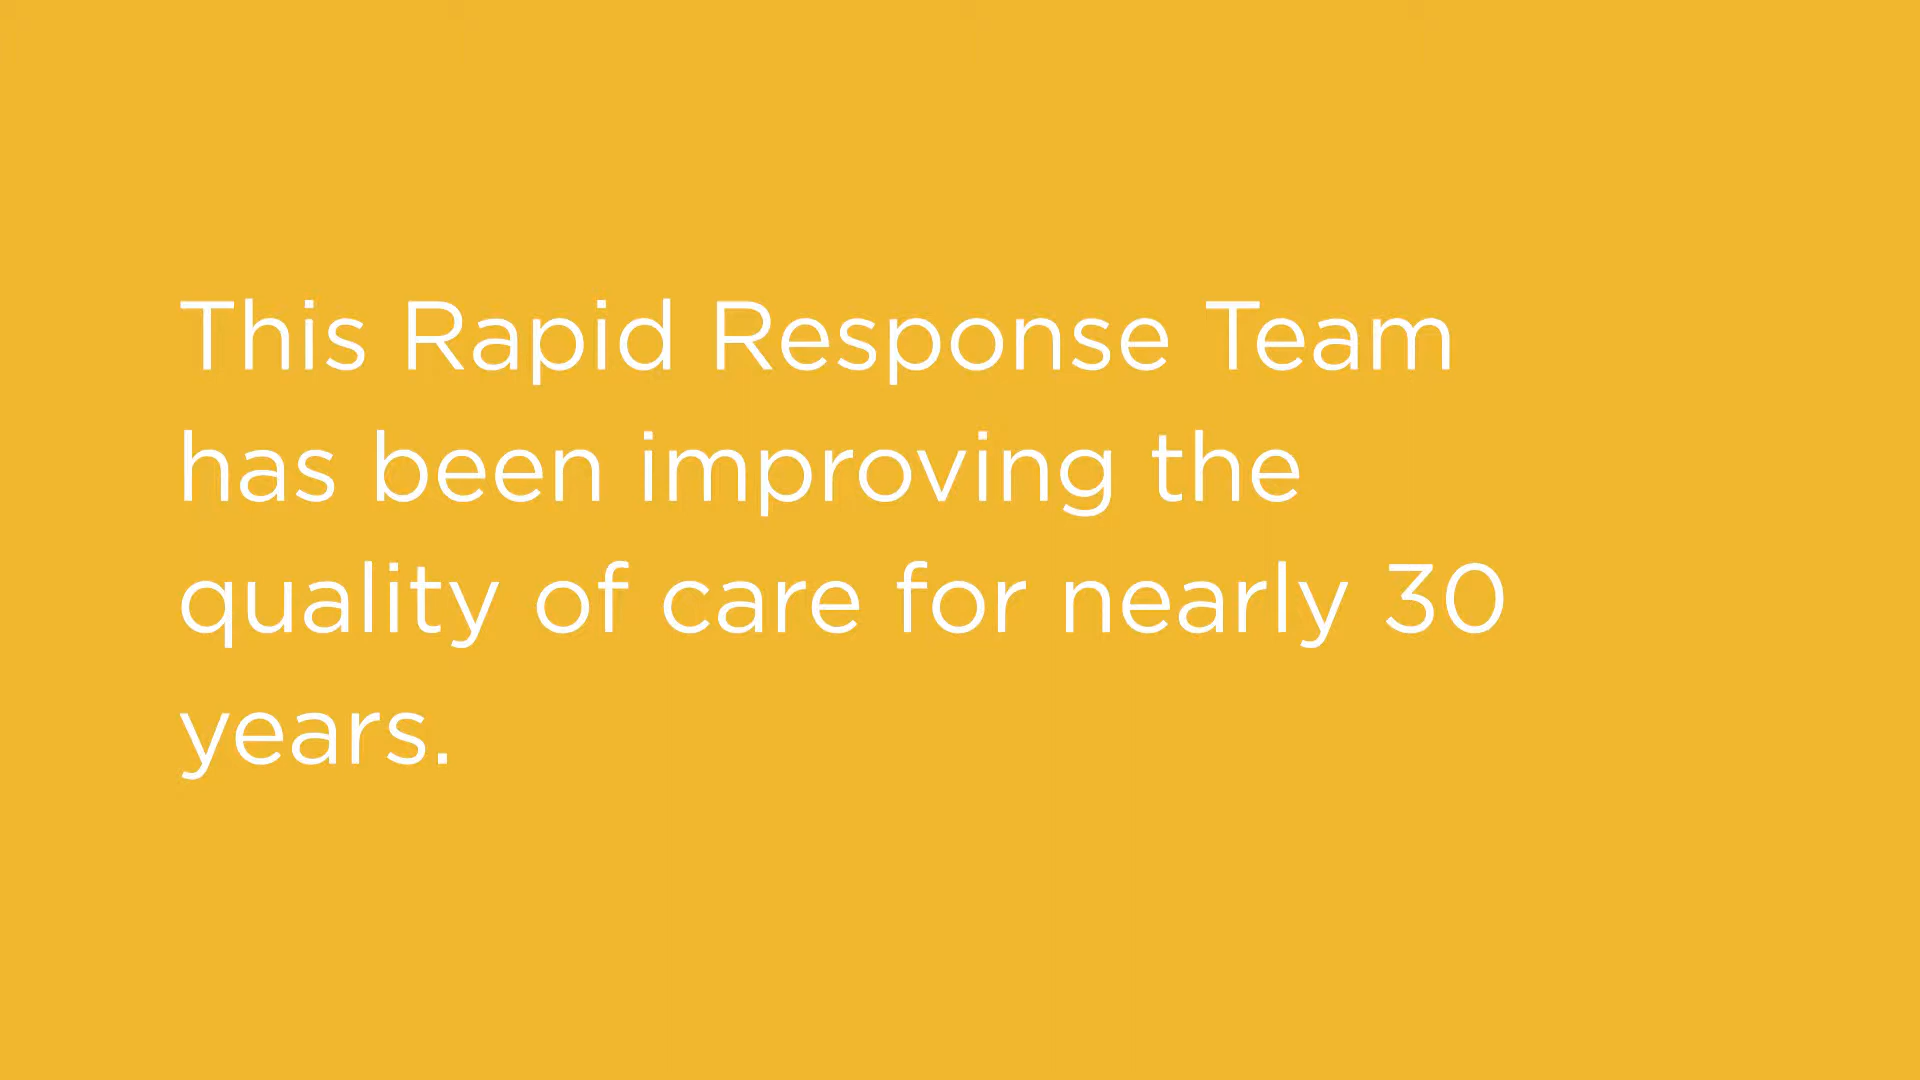 This Rapid Response Team
has been improving the
quality of care for nearly 30
years.